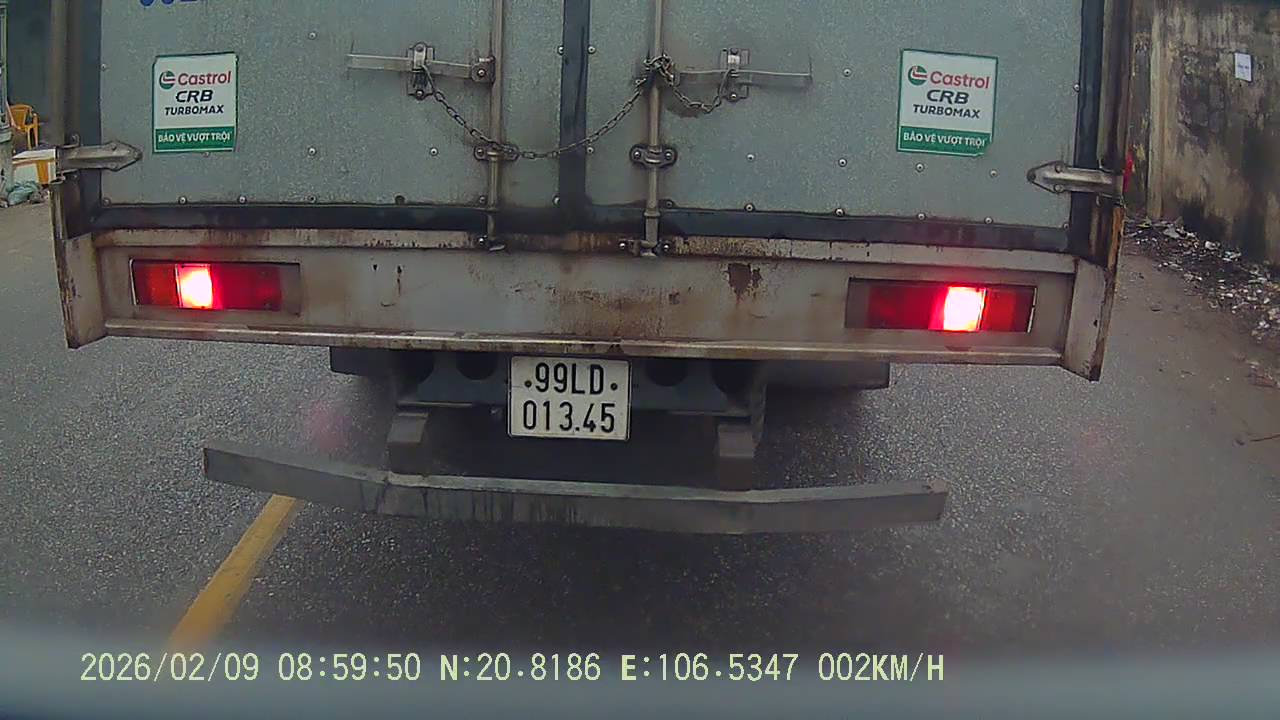 Castrol
CRB
TURBOMAX
BẢO VỆ VƯỢT TRỘI
Castrol
CRB
TURBOMAX
BẢO VỆ VƯỢT TRỘI
99LD
013.45
2026/02/09 08:59:50 N:20.8186 E:106.5347 002KM/H